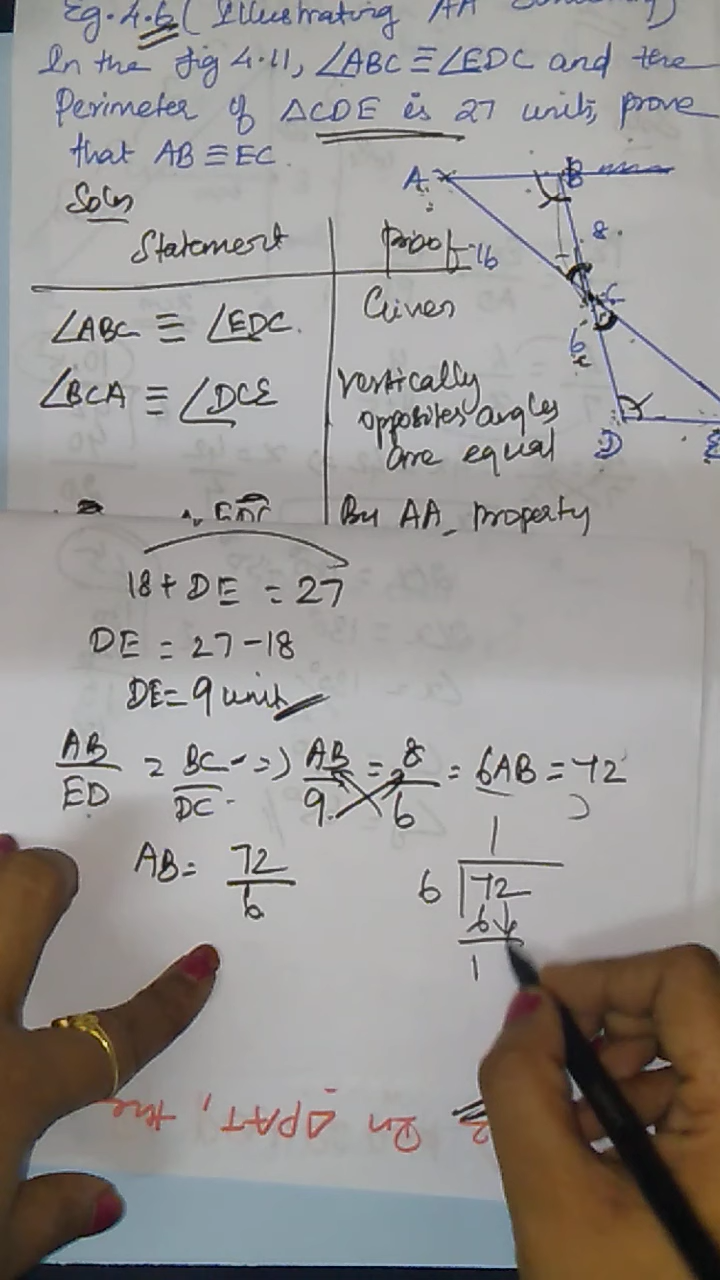 Eg. 4.6 ( Illustrating AA
In the fig 4.11, ∠ABC ≡ ∠EDC and the
Perimeter of △CDE is 27 units, prove
that AB ≡ EC.
Soln
Statement
proof
∠ABC ≡ ∠EDC.
Given
∠BCA ≡ ∠DCE
vertically
opposites angles
are equal
By AA property
A
B
8
16
C
6
D
E
18 + DE = 27
DE = 27 - 18
DE = 9 units
AB/ED = BC/DC => AB/9 = 8/6 = 6AB = 72
AB = 72/6
1
6 72
6
1
In △PAT, the